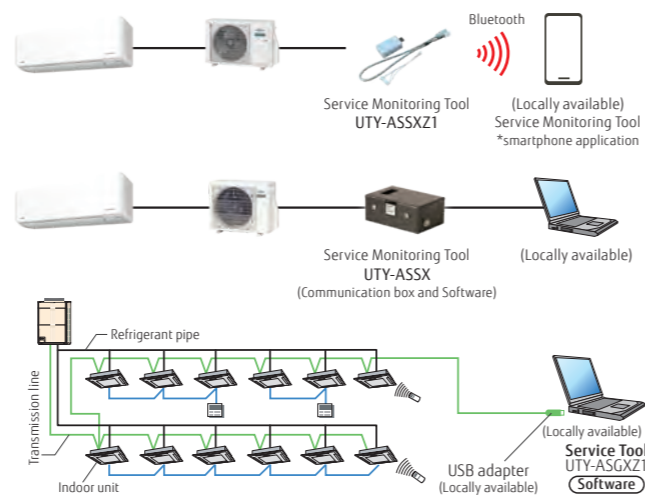 Bluetooth
Service Monitoring Tool
UTY-ASSXZ1
(Locally available)
Service Monitoring Tool
*smartphone application
Service Monitoring Tool
UTY-ASSX
(Communication box and Software)
(Locally available)
Refrigerant pipe
Transmission line
Indoor unit
USB adapter
(Locally available)
(Locally available)
Service Tool
UTY-ASGXZ1
Software